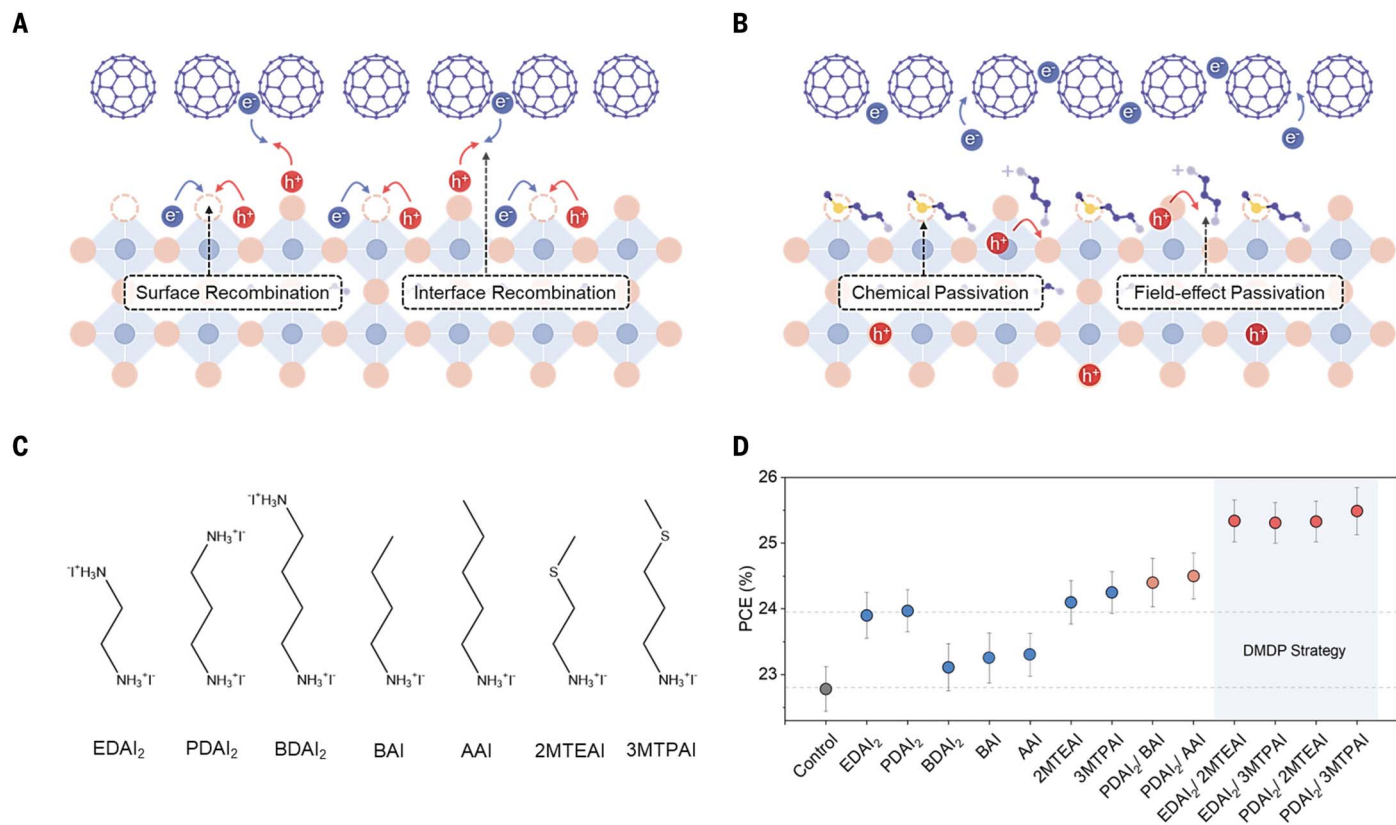 A
e⁻ e⁻
h⁺ h⁺
e⁻ h⁺ e⁻ h⁺ e⁻ h⁺
Surface Recombination
Interface Recombination
B
e⁻ e⁻ e⁻ e⁻ e⁻ e⁻
+ +
h⁺ h⁺
Chemical Passivation
Field-effect Passivation
h⁺ h⁺
h⁺
C
⁻I⁺H₃N
NH₃⁺I⁻
EDAI₂
NH₃⁺I⁻
NH₃⁺I⁻
PDAI₂
⁻I⁺H₃N
NH₃⁺I⁻
BDAI₂
NH₃⁺I⁻
BAI
NH₃⁺I⁻
AAI
S
NH₃⁺I⁻
2MTEAI
S
NH₃⁺I⁻
3MTPAI
D
PCE (%)
26
25
24
23
DMDP Strategy
Control
EDAI₂
PDAI₂
BDAI₂
BAI
AAI
2MTEAI
3MTPAI
PDAI₂/ BAI
PDAI₂/ AAI
EDAI₂/ 2MTEAI
EDAI₂/ 3MTPAI
PDAI₂/ 2MTEAI
PDAI₂/ 3MTPAI